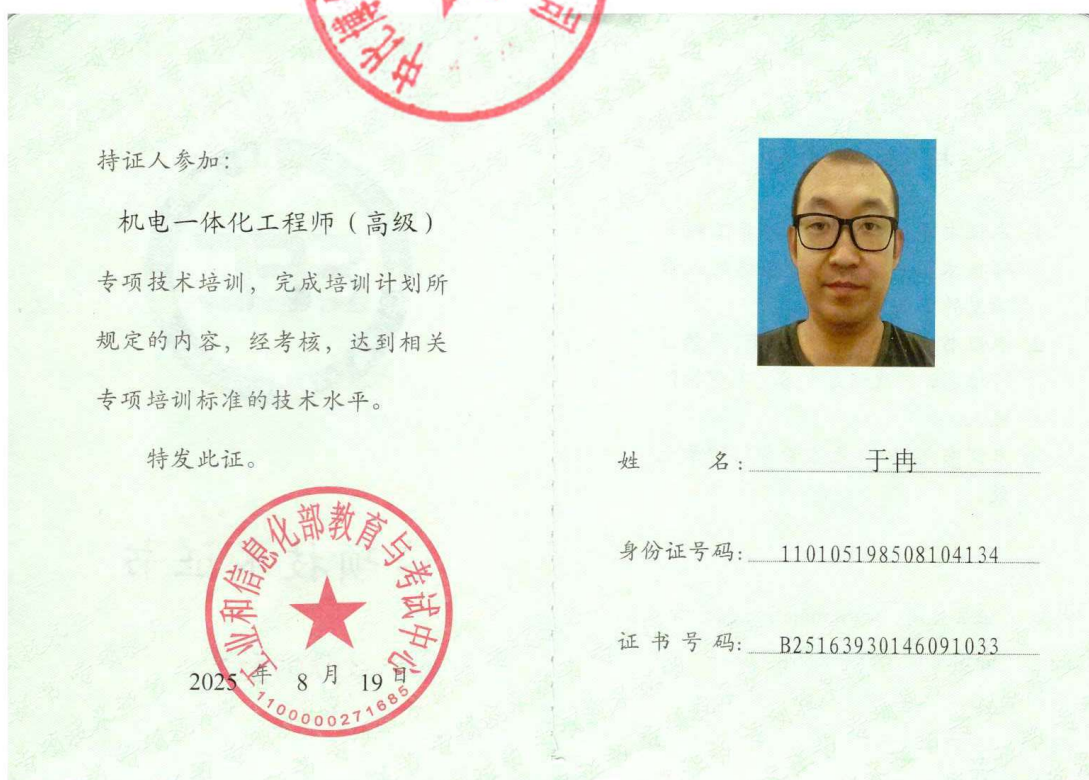 持证人参加：
机电一体化工程师（高级）
专项技术培训，完成培训计划所
规定的内容，经考核，达到相关
专项培训标准的技术水平。
特发此证。
工业和信息化部教育与考试中心
2025 年 8 月 19 日
1100000271685
姓 名：于冉
身份证号码：110105198508104134
证书号码：B25163930146091033